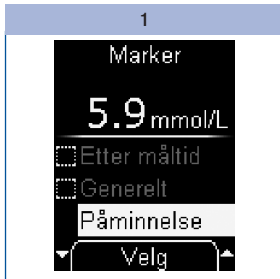 1
Marker
5.9 mmol/L
Etter måltid
Generelt
Påminnelse
Velg